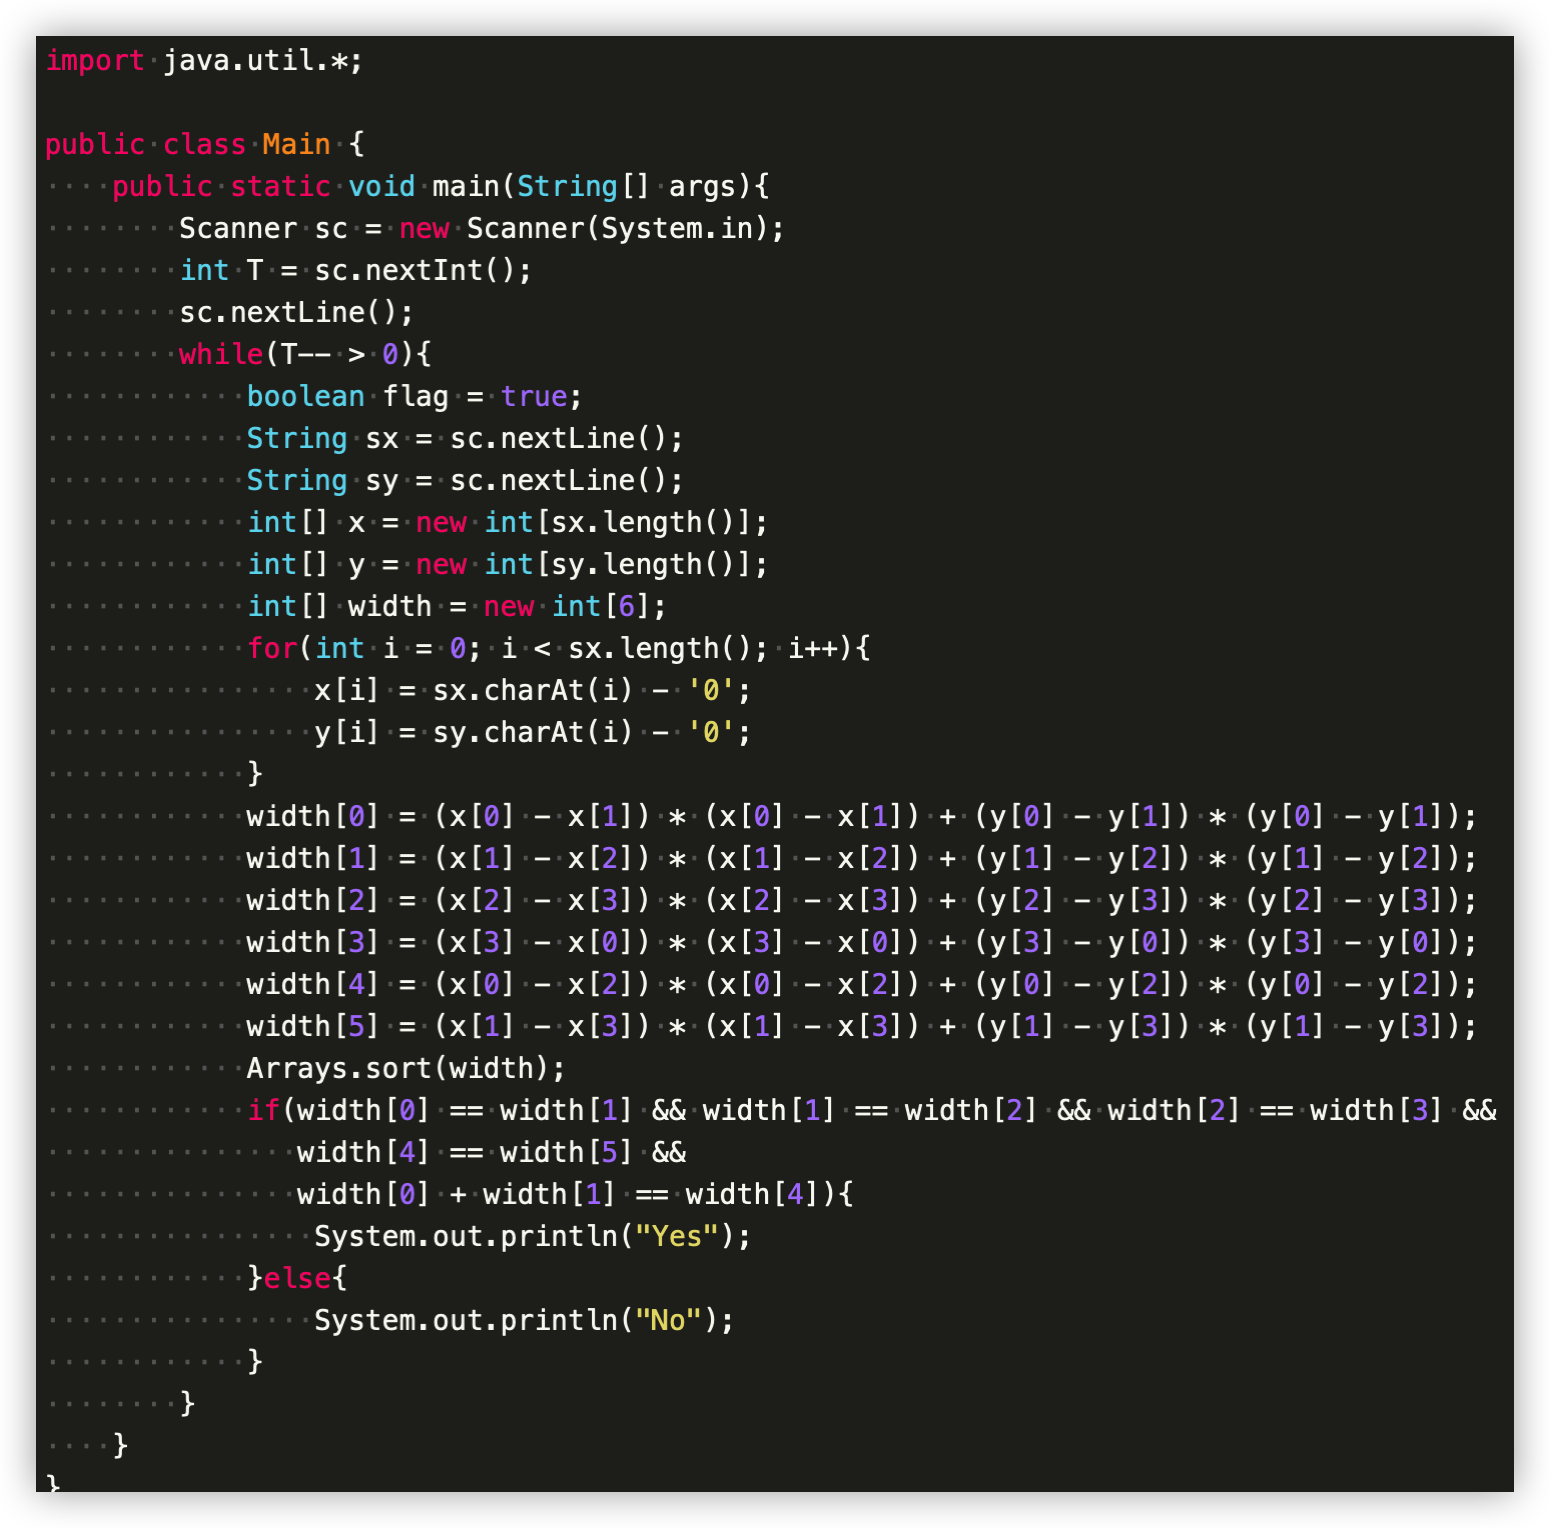 import java.util.*;
public class Main {
    public static void main(String[] args){
        Scanner sc = new Scanner(System.in);
        int T = sc.nextInt();
        sc.nextLine();
        while(T-- > 0){
            boolean flag = true;
            String sx = sc.nextLine();
            String sy = sc.nextLine();
            int[] x = new int[sx.length()];
            int[] y = new int[sy.length()];
            int[] width = new int[6];
            for(int i = 0; i < sx.length(); i++){
                x[i] = sx.charAt(i) - '0';
                y[i] = sy.charAt(i) - '0';
            }
            width[0] = (x[0] - x[1]) * (x[0] - x[1]) + (y[0] - y[1]) * (y[0] - y[1]);
            width[1] = (x[1] - x[2]) * (x[1] - x[2]) + (y[1] - y[2]) * (y[1] - y[2]);
            width[2] = (x[2] - x[3]) * (x[2] - x[3]) + (y[2] - y[3]) * (y[2] - y[3]);
            width[3] = (x[3] - x[0]) * (x[3] - x[0]) + (y[3] - y[0]) * (y[3] - y[0]);
            width[4] = (x[0] - x[2]) * (x[0] - x[2]) + (y[0] - y[2]) * (y[0] - y[2]);
            width[5] = (x[1] - x[3]) * (x[1] - x[3]) + (y[1] - y[3]) * (y[1] - y[3]);
            Arrays.sort(width);
            if(width[0] == width[1] && width[1] == width[2] && width[2] == width[3] &&
               width[4] == width[5] &&
               width[0] + width[1] == width[4]){
                System.out.println("Yes");
            }else{
                System.out.println("No");
            }
        }
    }
}